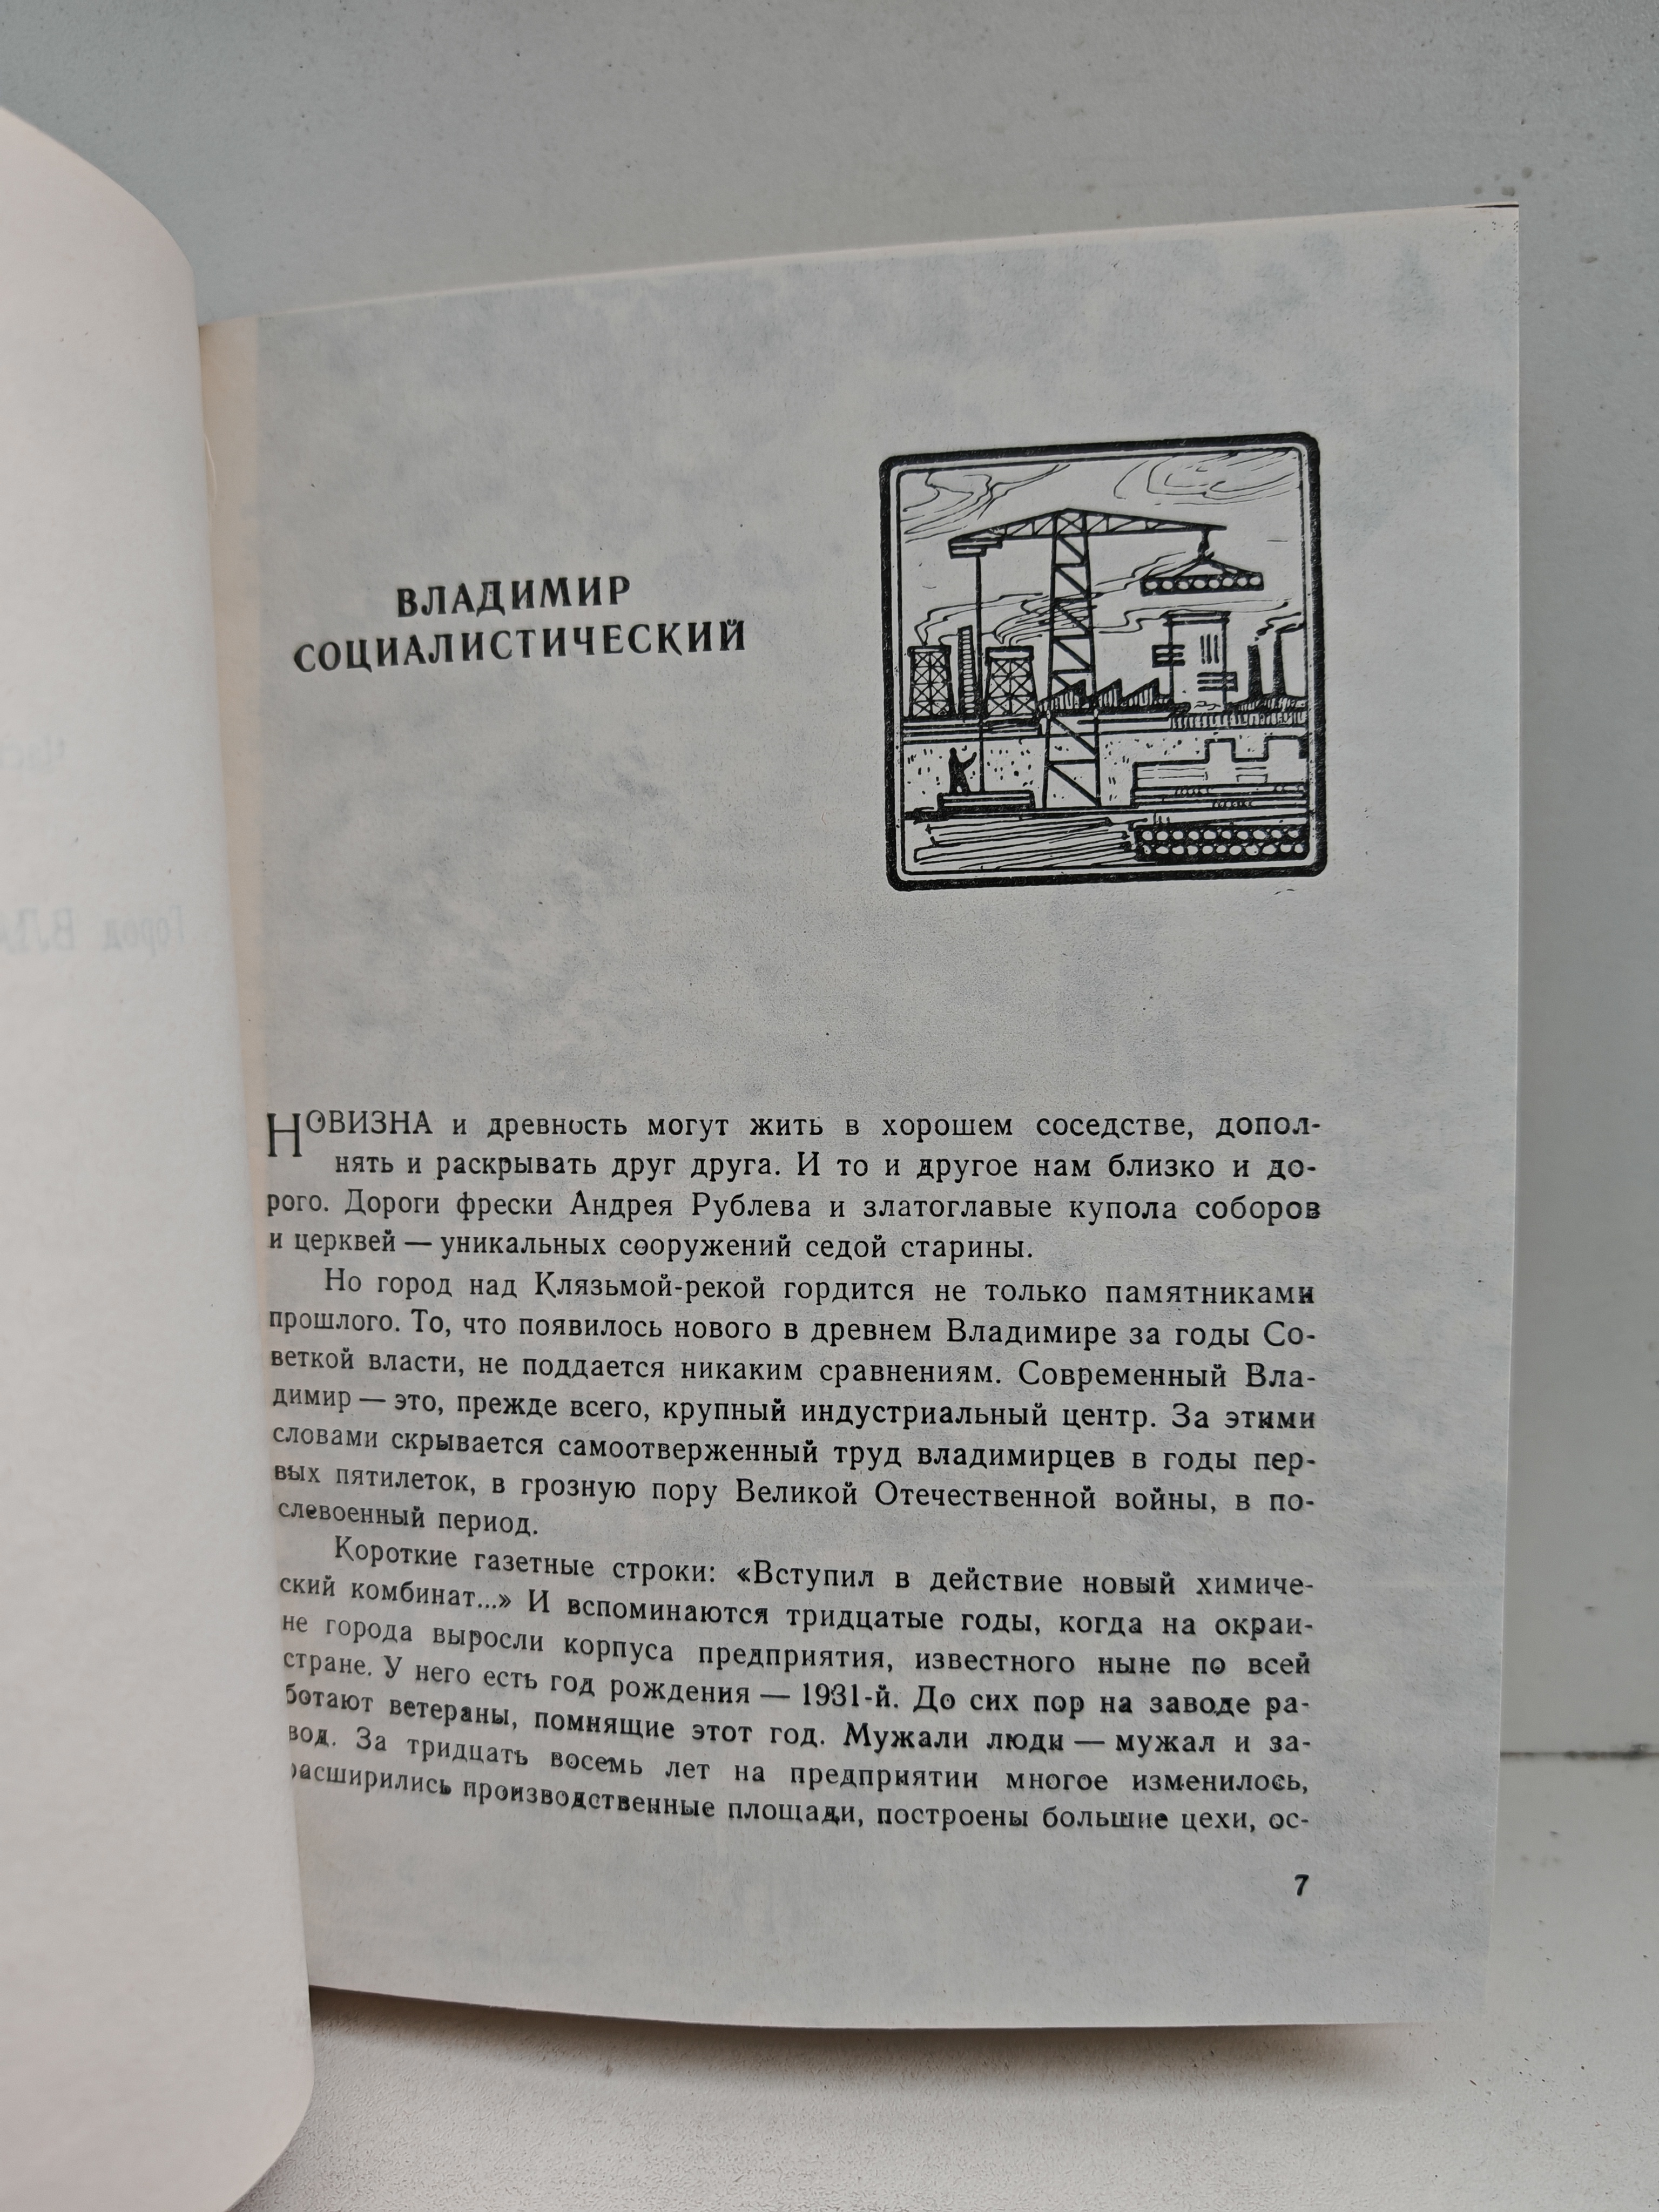 ВЛАДИМИР
СОЦИАЛИСТИЧЕСКИЙ
НОВИЗНА и древность могут жить в хорошем соседстве, допол-
нять и раскрывать друг друга. И то и другое нам близко и до-
рого. Дороги фрески Андрея Рублева и златоглавые купола соборов
и церквей — уникальных сооружений седой старины.
Но город над Клязьмой-рекой гордится не только памятниками
прошлого. То, что появилось нового в древнем Владимире за годы Со-
веткой власти, не поддается никаким сравнениям. Современный Вла-
димир — это, прежде всего, крупный индустриальный центр. За этими
словами скрывается самоотверженный труд владимирцев в годы пер-
вых пятилеток, в грозную пору Великой Отечественной войны, в по-
слевоенный период.
Короткие газетные строки: «Вступил в действие новый химиче-
ский комбинат...» И вспоминаются тридцатые годы, когда на окраи-
не города выросли корпуса предприятия, известного ныне по всей
стране. У него есть год рождения — 1931-й. До сих пор на заводе ра-
ботают ветераны, помнящие этот год. Мужали люди — мужал и за-
вод. За тридцать восемь лет на предприятии многое изменилось,
расширились производственные площади, построены большие цехи, ос-
7
Город ВЛ